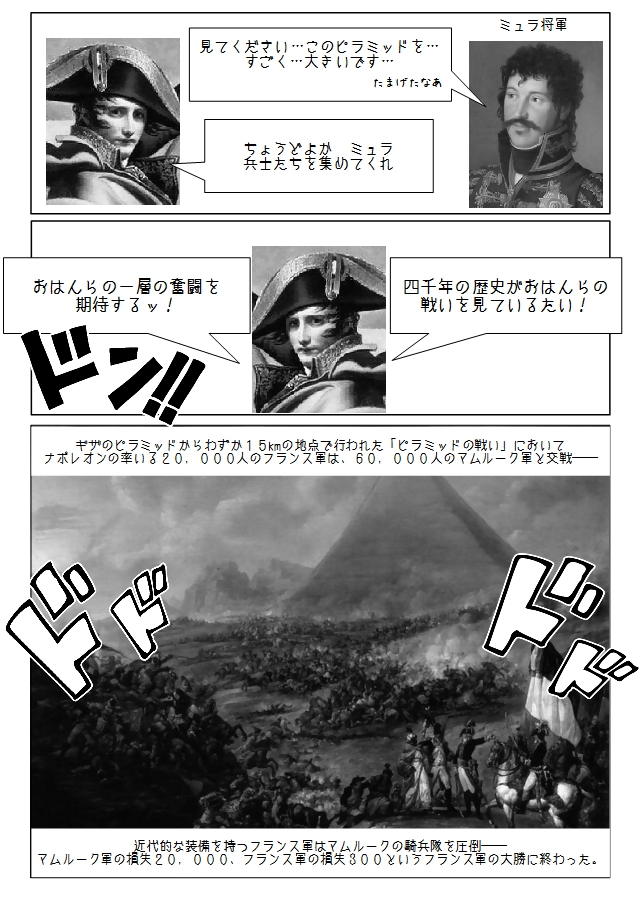 ミュラ将軍
見てください…このピラミッドを…
すごく…大きいです…
たまげたなあ
ちょうどよか　ミュラ
兵士たちを集めてくれ
四千年の歴史がおはんらの
戦いを見ているたい！
おはんらの一層の奮闘を
期待するッ！
ドン!!
ギザのピラミッドからわずか１５kmの地点で行われた「ピラミッドの戦い」において
ナポレオンの率いる２０，０００人のフランス軍は、６０，０００人のマムルーク軍と交戦――
ドド
ドド
近代的な装備を持つフランス軍はマムルークの騎兵隊を圧倒――
マムルーク軍の損失２０，０００、フランス軍の損失３００というフランス軍の大勝に終わった。